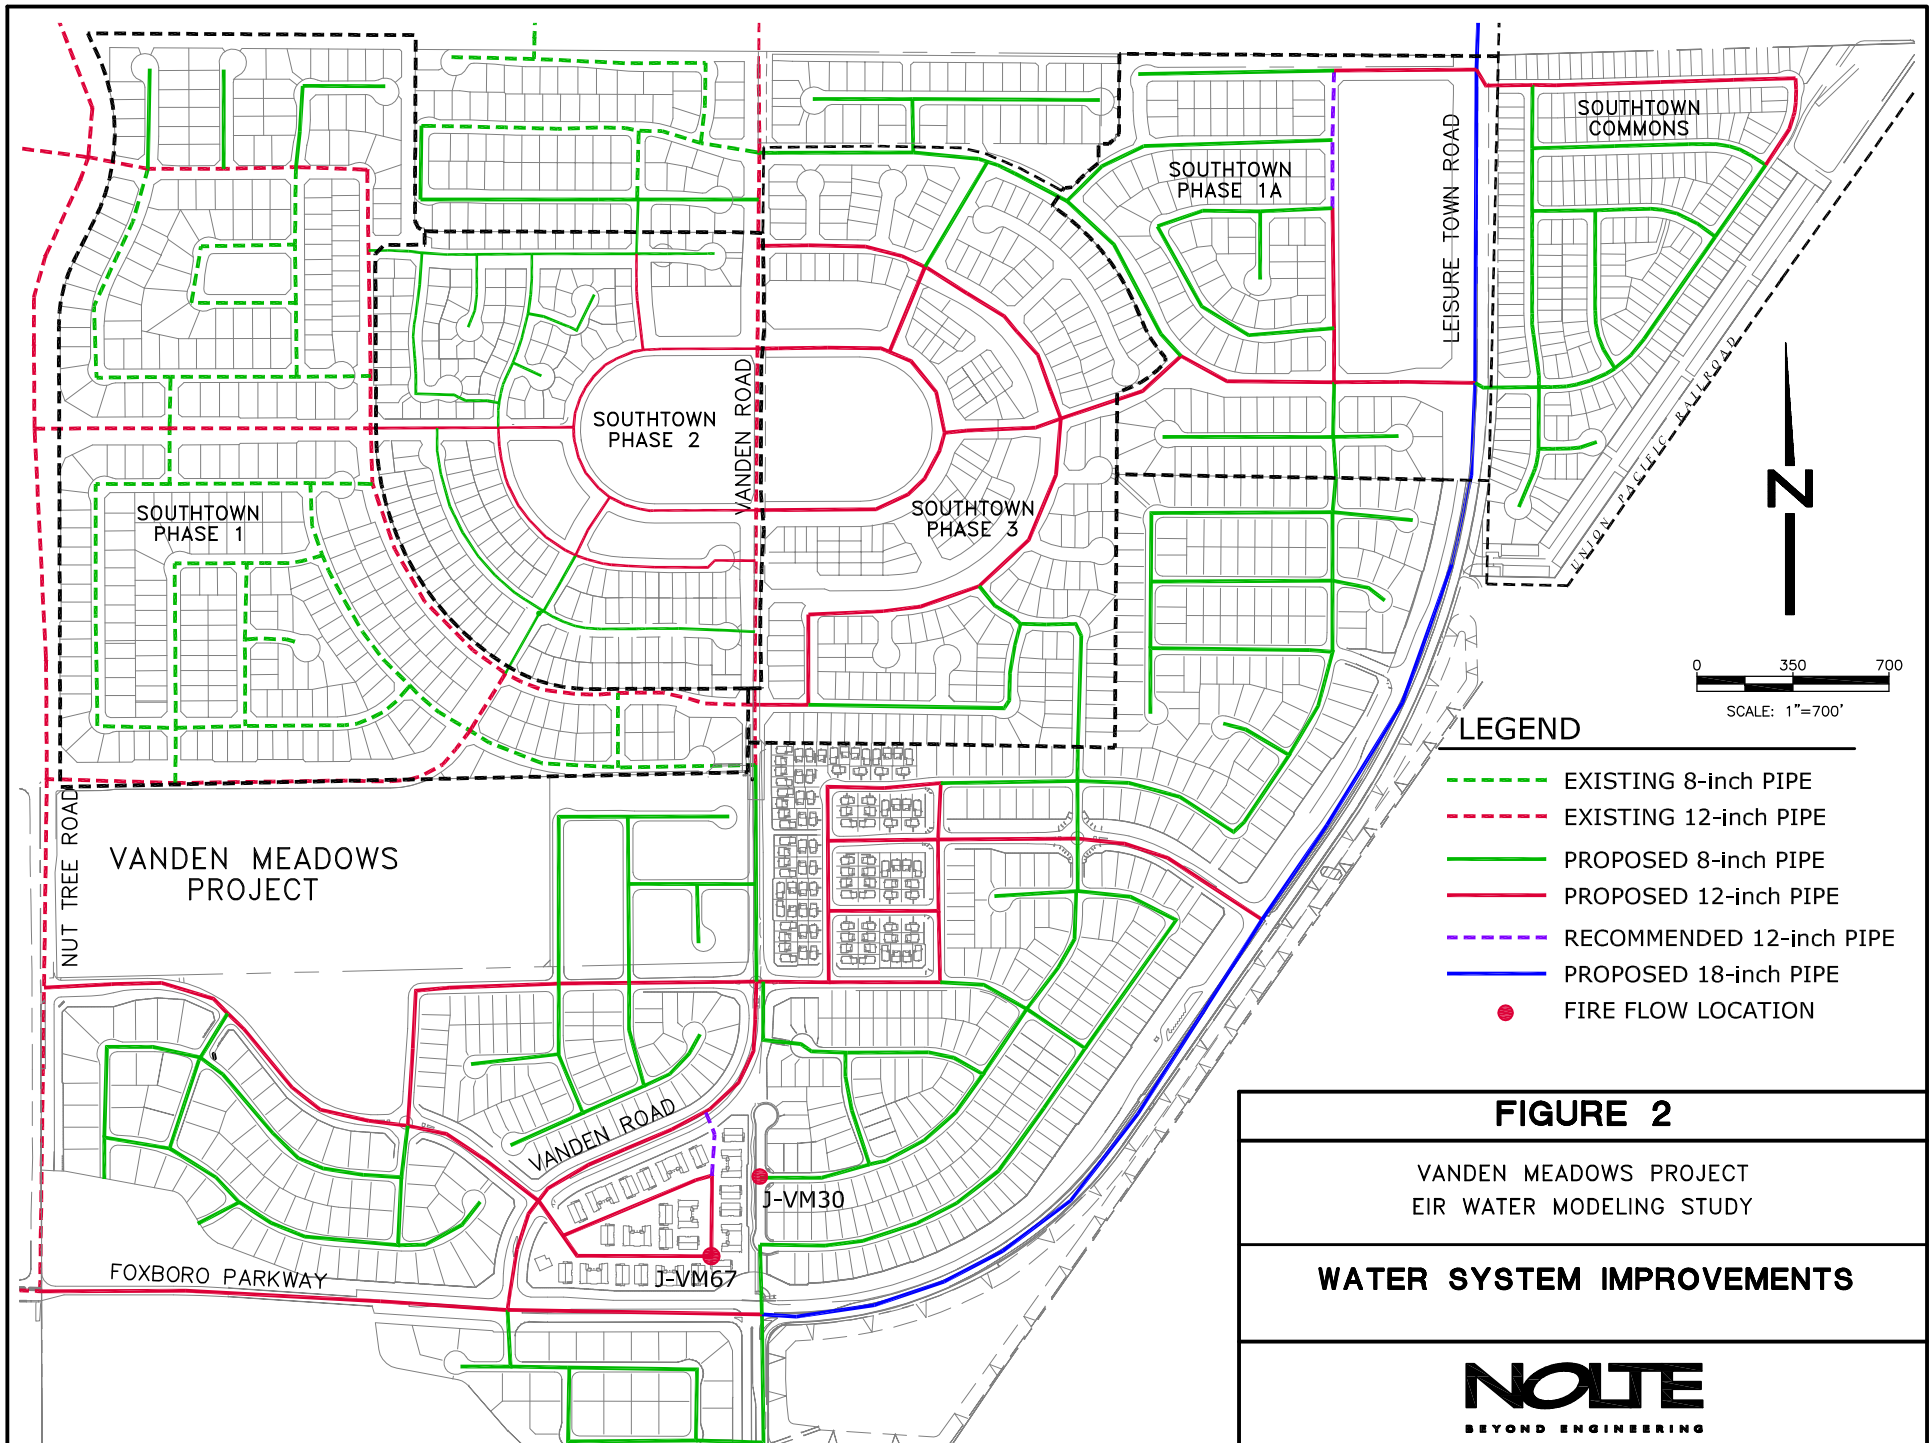 SOUTHTOWN
COMMONS
SOUTHTOWN
PHASE 1A
LEISURE TOWN ROAD
UNION PACIFIC RAILROAD
VANDEN ROAD
SOUTHTOWN
PHASE 2
SOUTHTOWN
PHASE 3
SOUTHTOWN
PHASE 1
N
0 350 700
SCALE: 1"=700'
LEGEND
EXISTING 8-inch PIPE
EXISTING 12-inch PIPE
PROPOSED 8-inch PIPE
PROPOSED 12-inch PIPE
RECOMMENDED 12-inch PIPE
PROPOSED 18-inch PIPE
FIRE FLOW LOCATION
NUT TREE ROAD
VANDEN MEADOWS
PROJECT
VANDEN ROAD
J-VM30
J-VM67
FOXBORO PARKWAY
FIGURE 2
VANDEN MEADOWS PROJECT
EIR WATER MODELING STUDY
WATER SYSTEM IMPROVEMENTS
NOLTE
BEYOND ENGINEERING